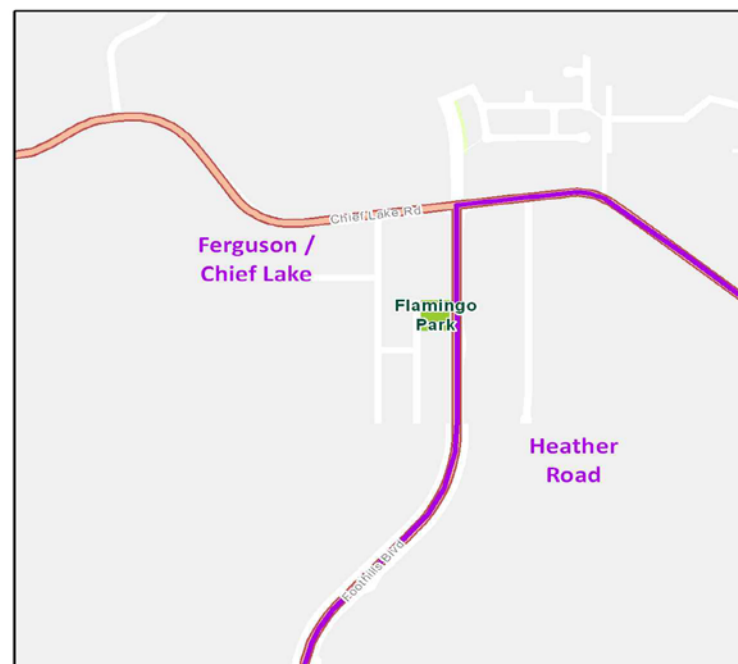 Chief Lake Rd
Ferguson /
Chief Lake
Flamingo
Park
Heather
Road
Foothills Blvd